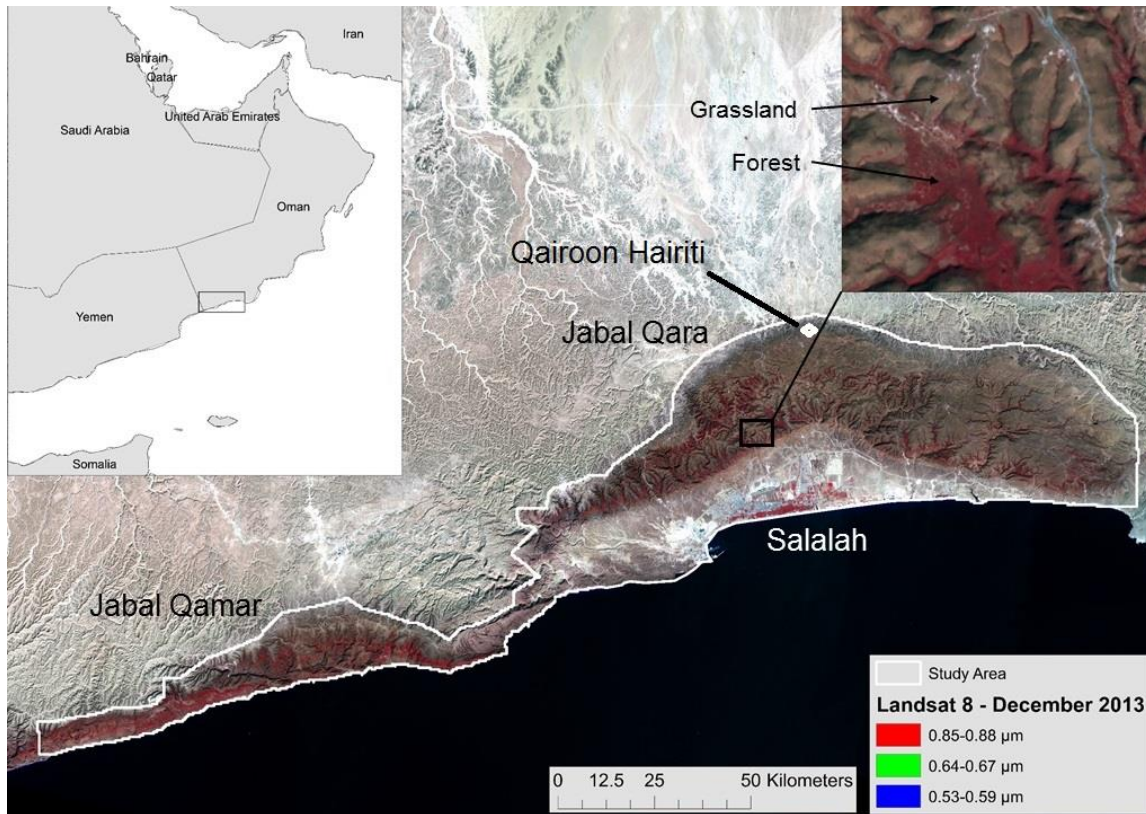 Iran
Bahrain
Qatar
United Arab Emirates
Saudi Arabia
Oman
Yemen
Somalia
Grassland
Forest
Qairoon Hairiti
Jabal Qara
Salalah
Jabal Qamar
Study Area
Landsat 8 - December 2013
0.85-0.88 µm
0.64-0.67 µm
0.53-0.59 µm
0 12.5 25 50 Kilometers